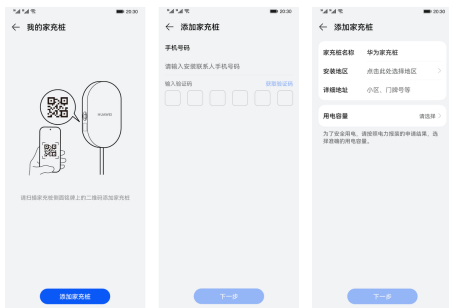 20:30
我的家充桩
HUAWEI
请扫描家充桩侧面铭牌上的二维码添加家充桩
添加家充桩
20:30
添加家充桩
手机号码
请输入安装联系人手机号码
输入验证码
获取验证码
下一步
20:30
添加家充桩
家充桩名称 华为家充桩
安装地区 点击此处选择地区
详细地址 小区、门牌号等
用电容量 请选择
为了安全用电，请按照电力报装的申请结果，选
择准确的用电容量。
下一步